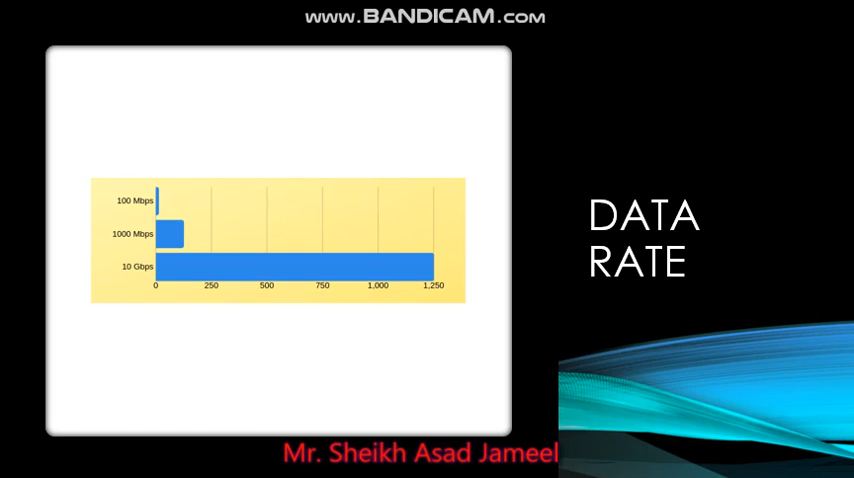 www.BANDICAM.com
100 Mbps
1000 Mbps
10 Gbps
0 250 500 750 1,000 1,250
DATA
RATE
Mr. Sheikh Asad Jameel